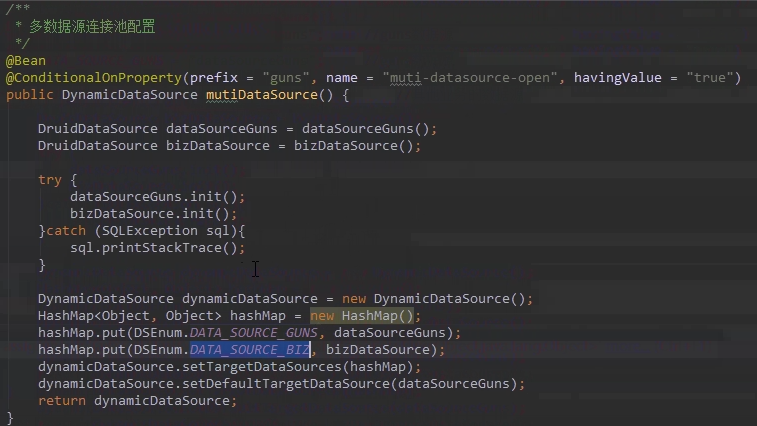 /**
 * 多数据源连接池配置
 */
@Bean
@ConditionalOnProperty(prefix = "guns", name = "muti-datasource-open", havingValue = "true")
public DynamicDataSource mutiDataSource() {
DruidDataSource dataSourceGuns = dataSourceGuns();
DruidDataSource bizDataSource = bizDataSource();
try {
dataSourceGuns.init();
bizDataSource.init();
}catch (SQLException sql){
sql.printStackTrace();
}
DynamicDataSource dynamicDataSource = new DynamicDataSource();
HashMap<Object, Object> hashMap = new HashMap();
hashMap.put(DSEnum.DATA_SOURCE_GUNS, dataSourceGuns);
hashMap.put(DSEnum.DATA_SOURCE_BIZ, bizDataSource);
dynamicDataSource.setTargetDataSources(hashMap);
dynamicDataSource.setDefaultTargetDataSource(dataSourceGuns);
return dynamicDataSource;
}